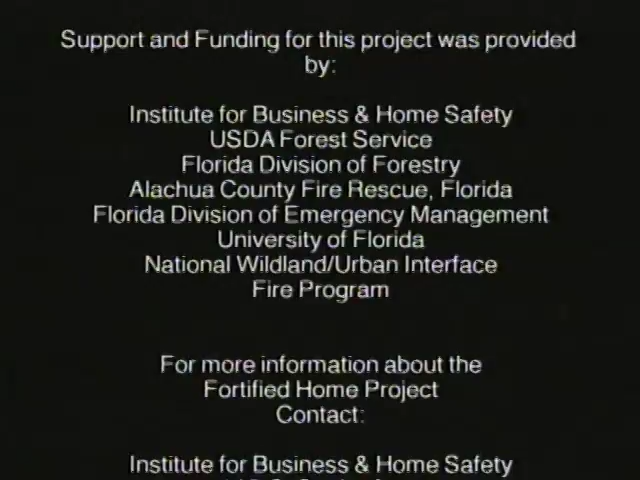 Support and Funding for this project was provided
by:
Institute for Business & Home Safety
USDA Forest Service
Florida Division of Forestry
Alachua County Fire Rescue, Florida
Florida Division of Emergency Management
University of Florida
National Wildland/Urban Interface
Fire Program
For more information about the
Fortified Home Project
Contact:
Institute for Business & Home Safety